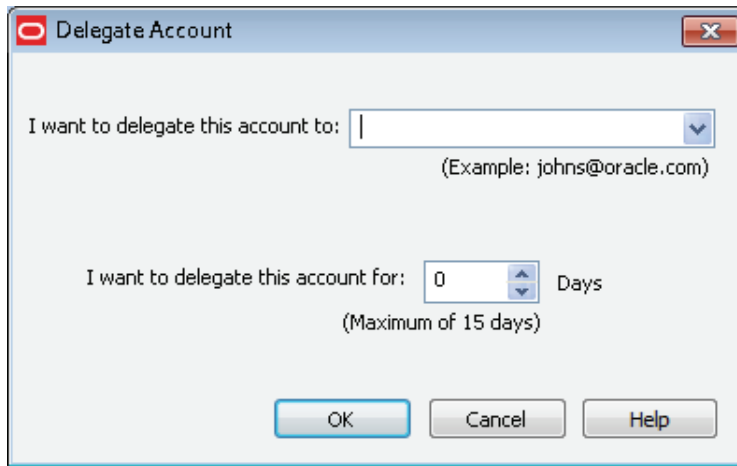 Delegate Account
I want to delegate this account to:
(Example: johns@oracle.com)
I want to delegate this account for: 0 Days
(Maximum of 15 days)
OK Cancel Help